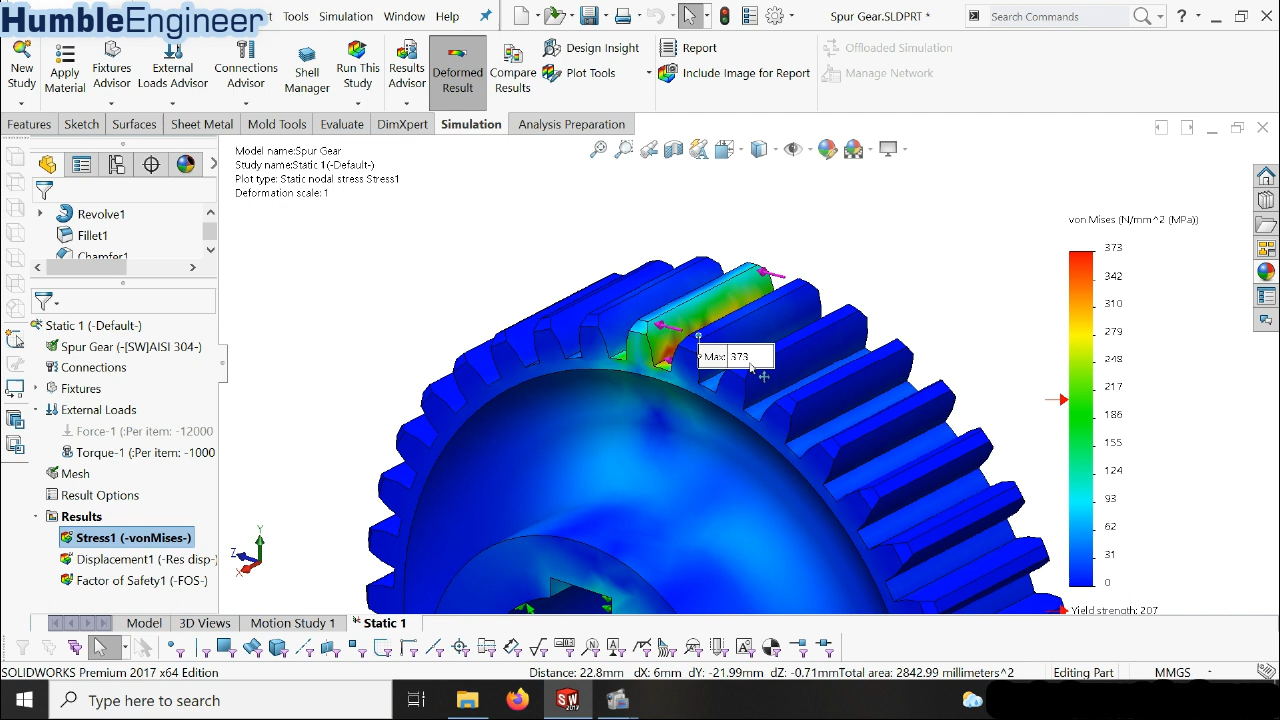 HumbleEngineer
Tools Simulation Window Help
Spur Gear.SLDPRT *
Search Commands
New Study
Apply Material
Fixtures Advisor
External Loads Advisor
Connections Advisor
Shell Manager
Run This Study
Results Advisor
Deformed Result
Compare Results
Design Insight
Plot Tools
Report
Include Image for Report
Offloaded Simulation
Manage Network
Features Sketch Surfaces Sheet Metal Mold Tools Evaluate DimXpert Simulation Analysis Preparation
Model name:Spur Gear
Study name:Static 1(-Default-)
Plot type: Static nodal stress Stress1
Deformation scale: 1
Revolve1
Fillet1
Chamfer1
Static 1 (-Default-)
Spur Gear (-[SW]AISI 304-)
Connections
Fixtures
External Loads
Force-1 (:Per item: -12000
Torque-1 (:Per item: -1000
Mesh
Result Options
Results
Stress1 (-vonMises-)
Displacement1 (-Res disp-)
Factor of Safety1 (-FOS-)
Max: 373
von Mises (N/mm^2 (MPa))
373
342
310
279
248
217
186
155
124
93
62
31
0
Yield strength: 207
Y
Z
X
Model 3D Views Motion Study 1 Static 1
SOLIDWORKS Premium 2017 x64 Edition
Distance: 22.8mm dX: 6mm dY: -21.99mm dZ: -0.71mm Total area: 2842.99 millimeters^2
Editing Part
MMGS
Type here to search